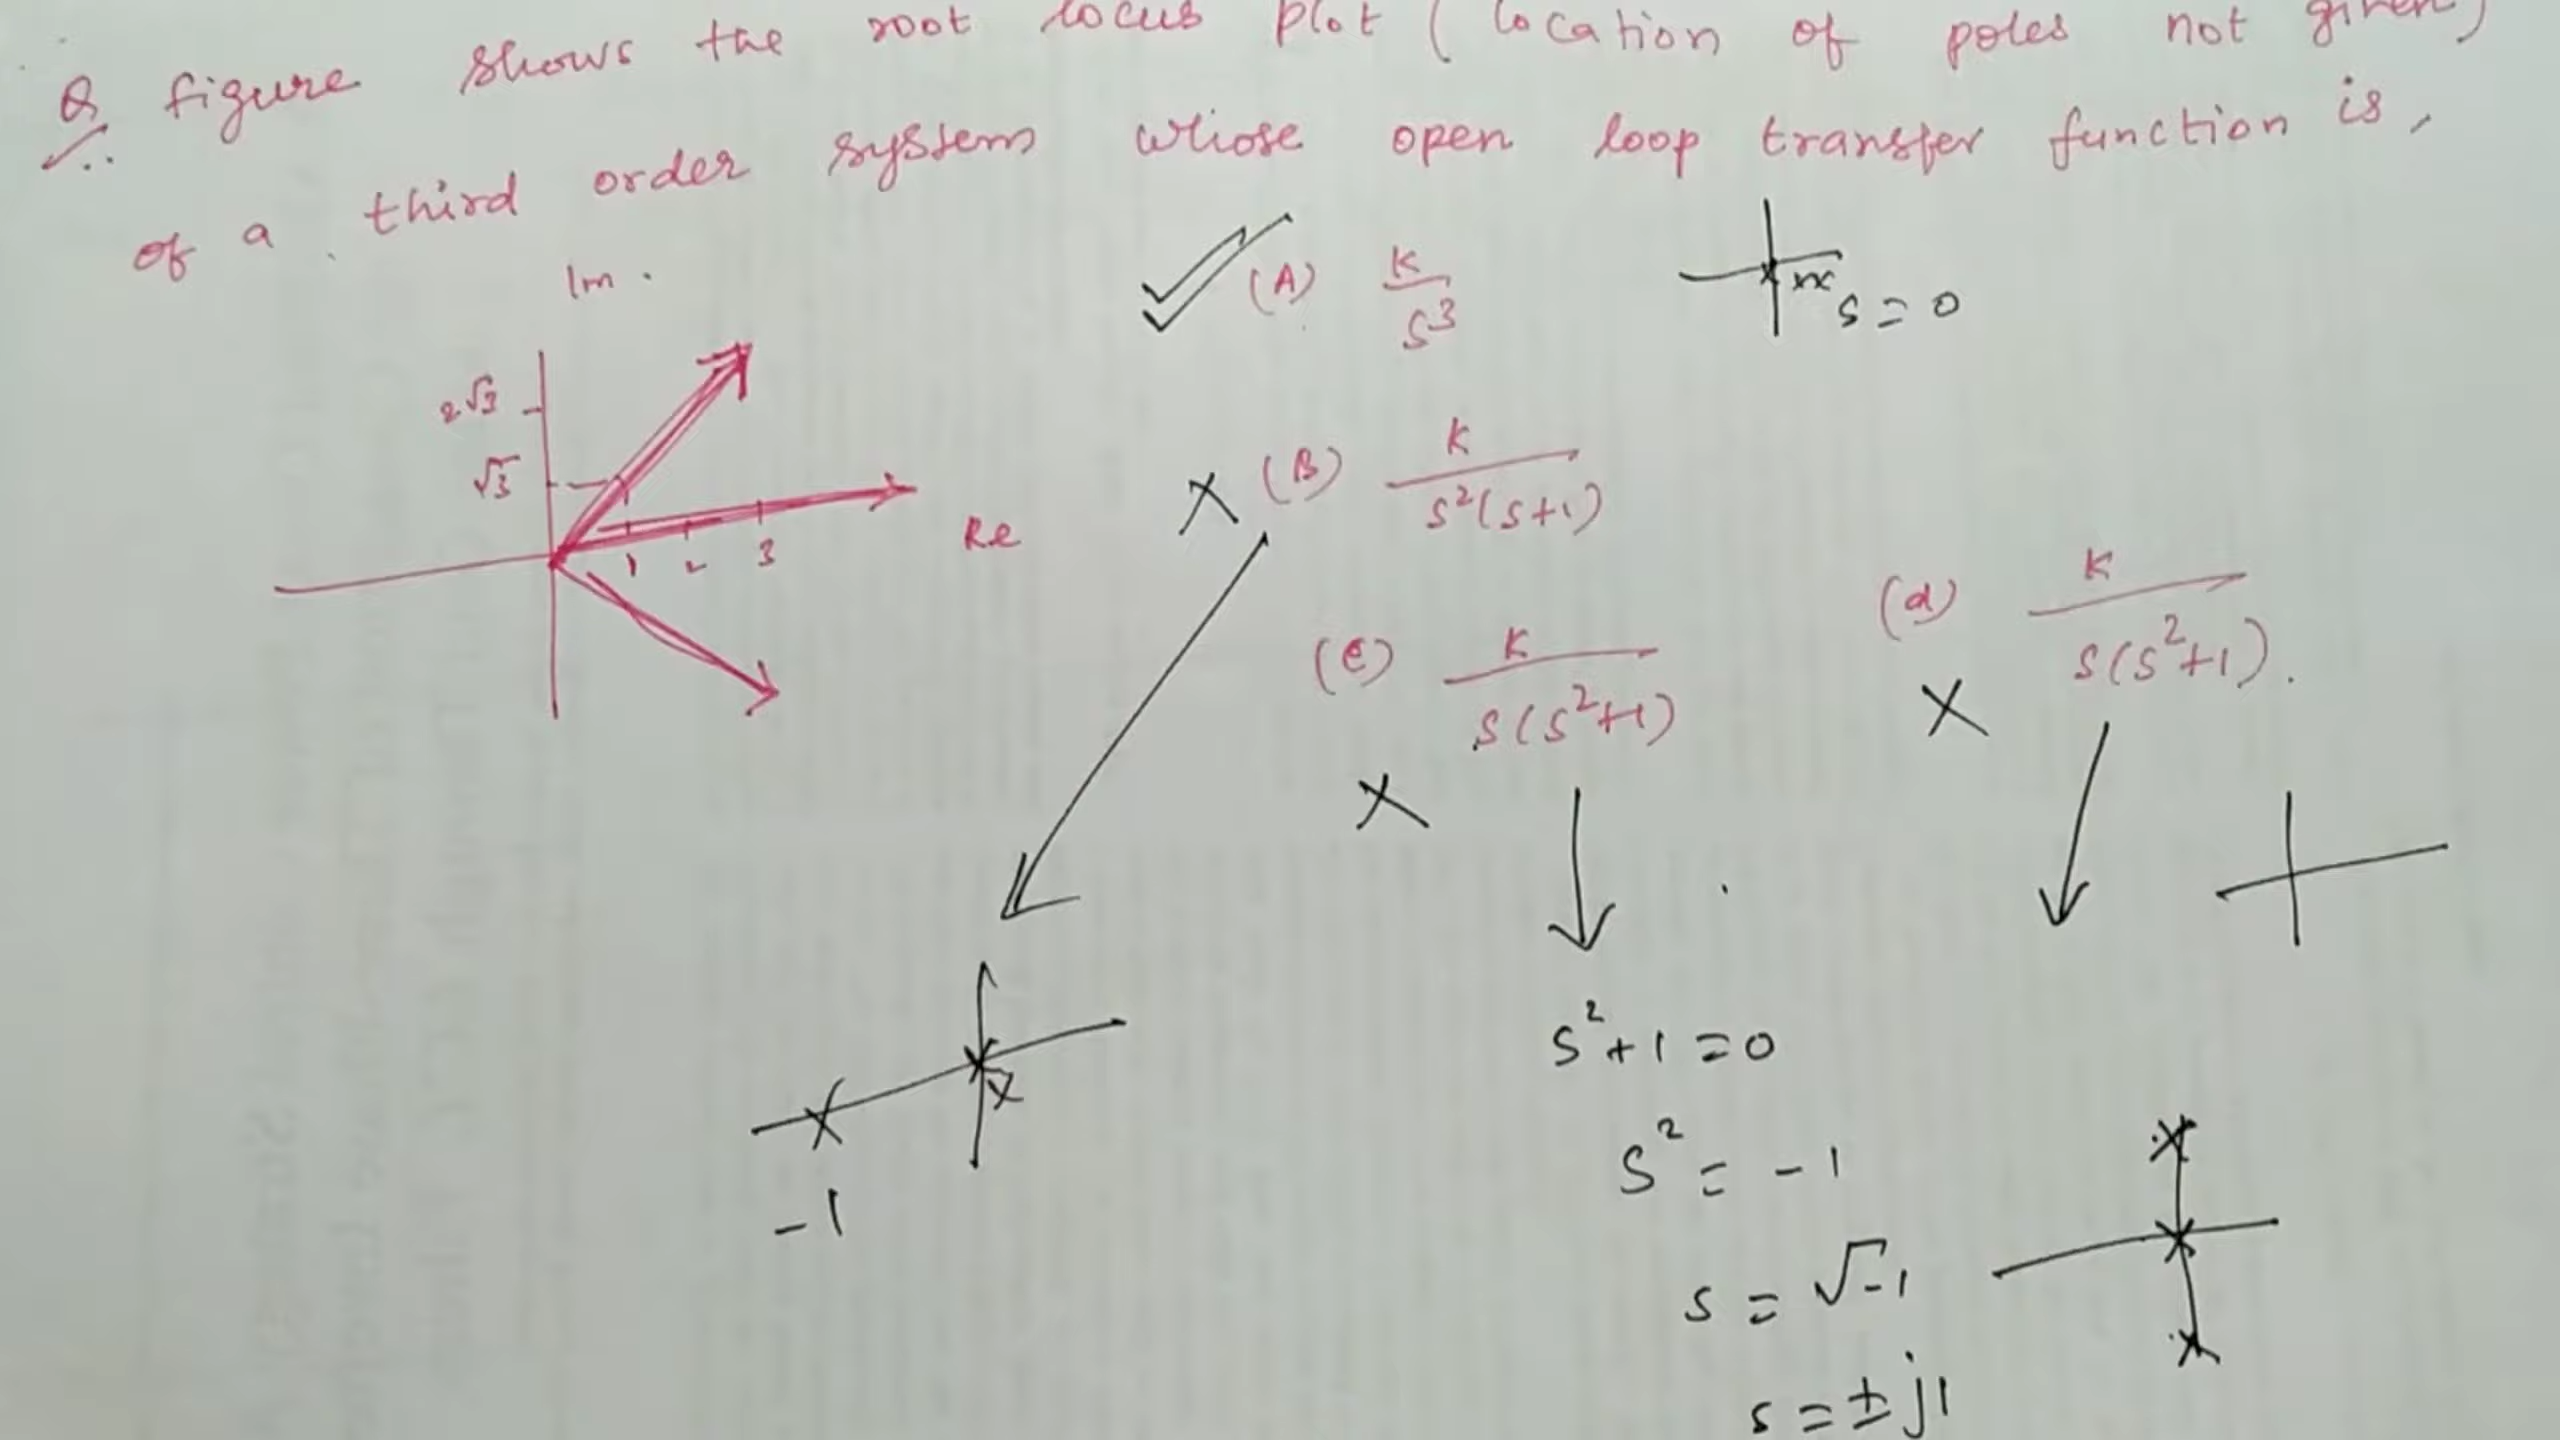 Q figure shows the root locus plot ( location of poles not given)
of a third order system whose open loop transfer function is,
Im .
2√3
√3
1 2 3
Re
(A) K/S^3
xx S = 0
X (B) K/S^2(S+1)
(C) K/S(S^2+1)
X
(d) K/S(S^2+1).
X
-1
S^2+1 = 0
S^2 = -1
S = √-1
S = ± j1